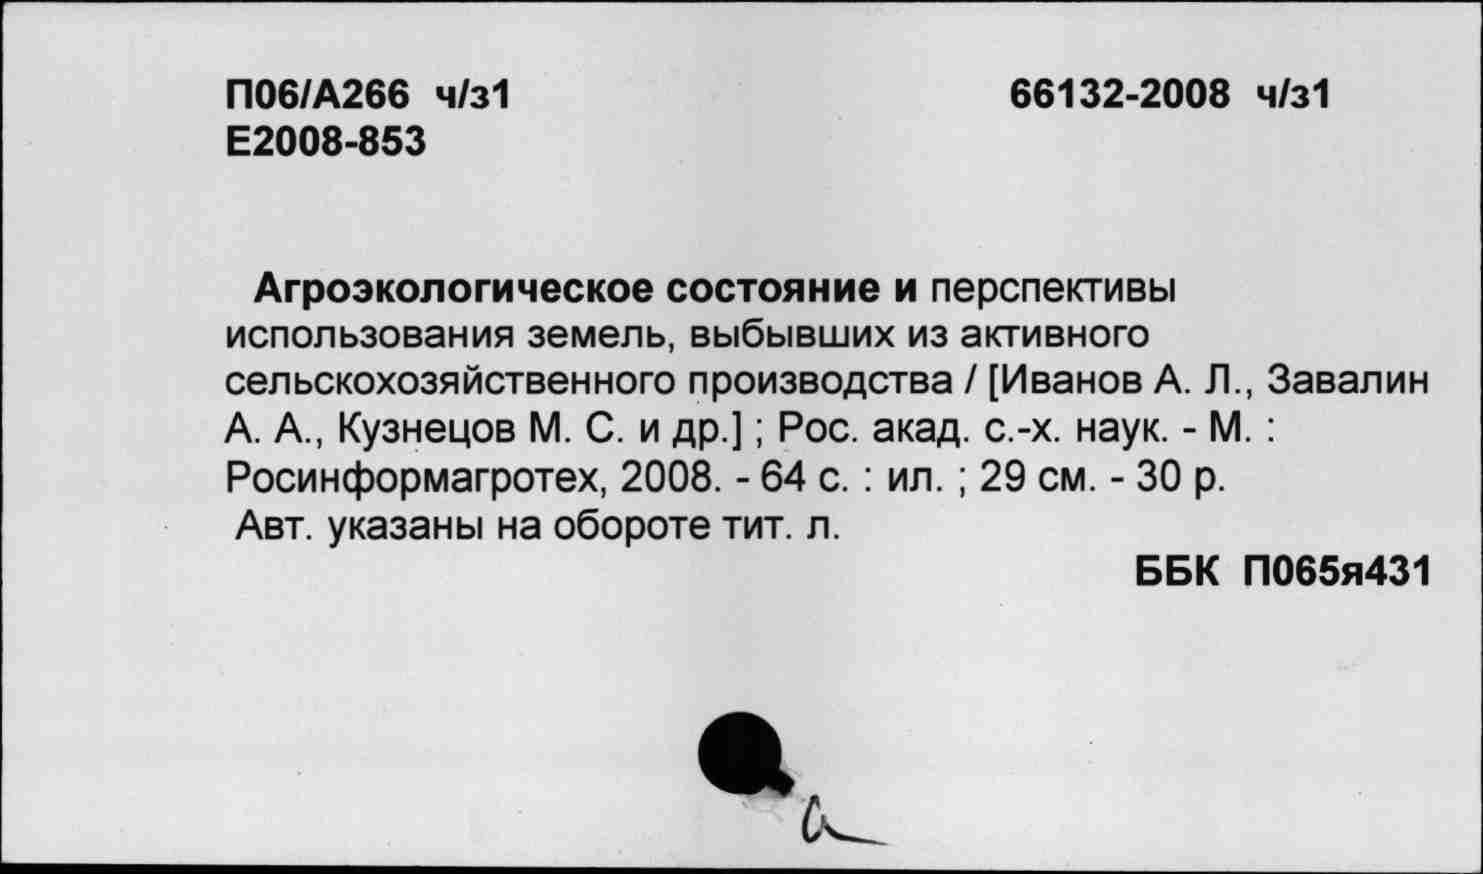 П06/А266 ч/з1 66132-2008 ч/з1
Е2008-853
Агроэкологическое состояние и перспективы
использования земель, выбывших из активного
сельскохозяйственного производства / [Иванов А. Л., Завалин
А. А., Кузнецов М. С. и др.] ; Рос. акад. с.-х. наук. - М. :
Росинформагротех, 2008. - 64 с. : ил. ; 29 см. - 30 р.
Авт. указаны на обороте тит. л.
ББК П065я431